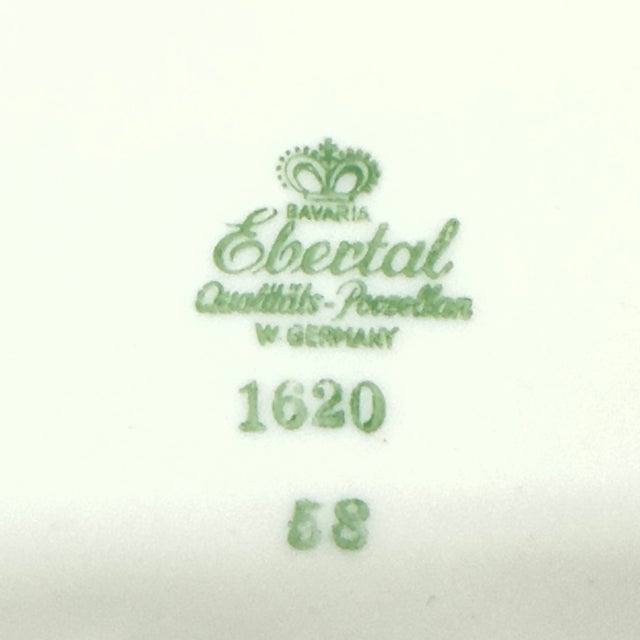 BAVARIA
Ebertal
Qualitäts-Porzellan
W. GERMANY
1620
58